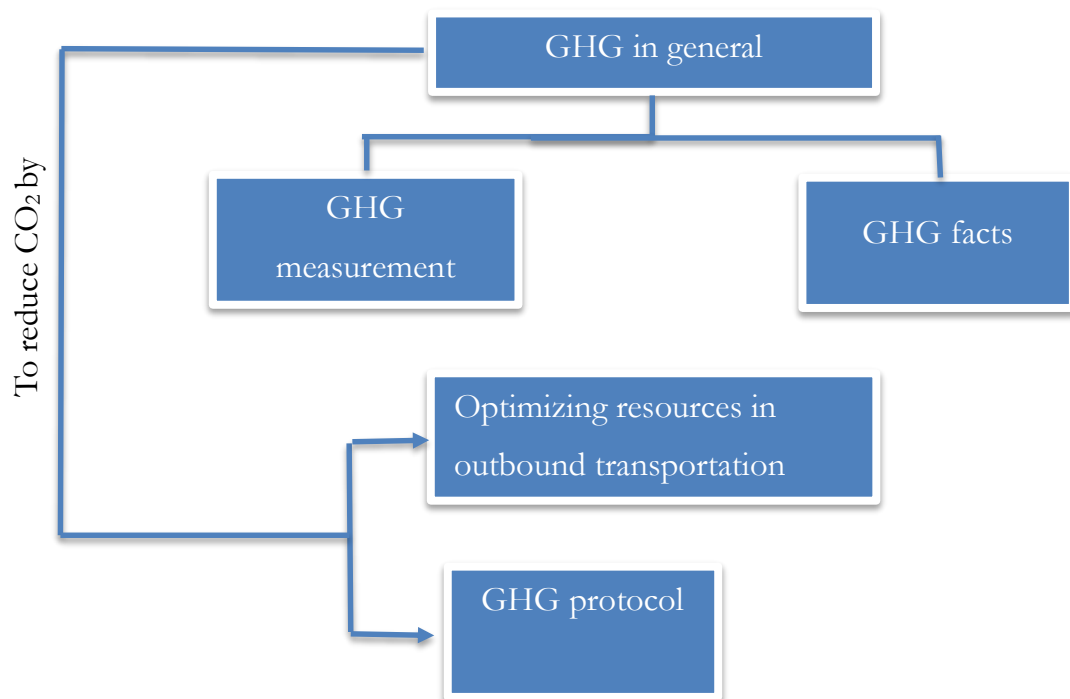 GHG in general
To reduce CO₂ by
GHG
measurement
GHG facts
Optimizing resources in
outbound transportation
GHG protocol